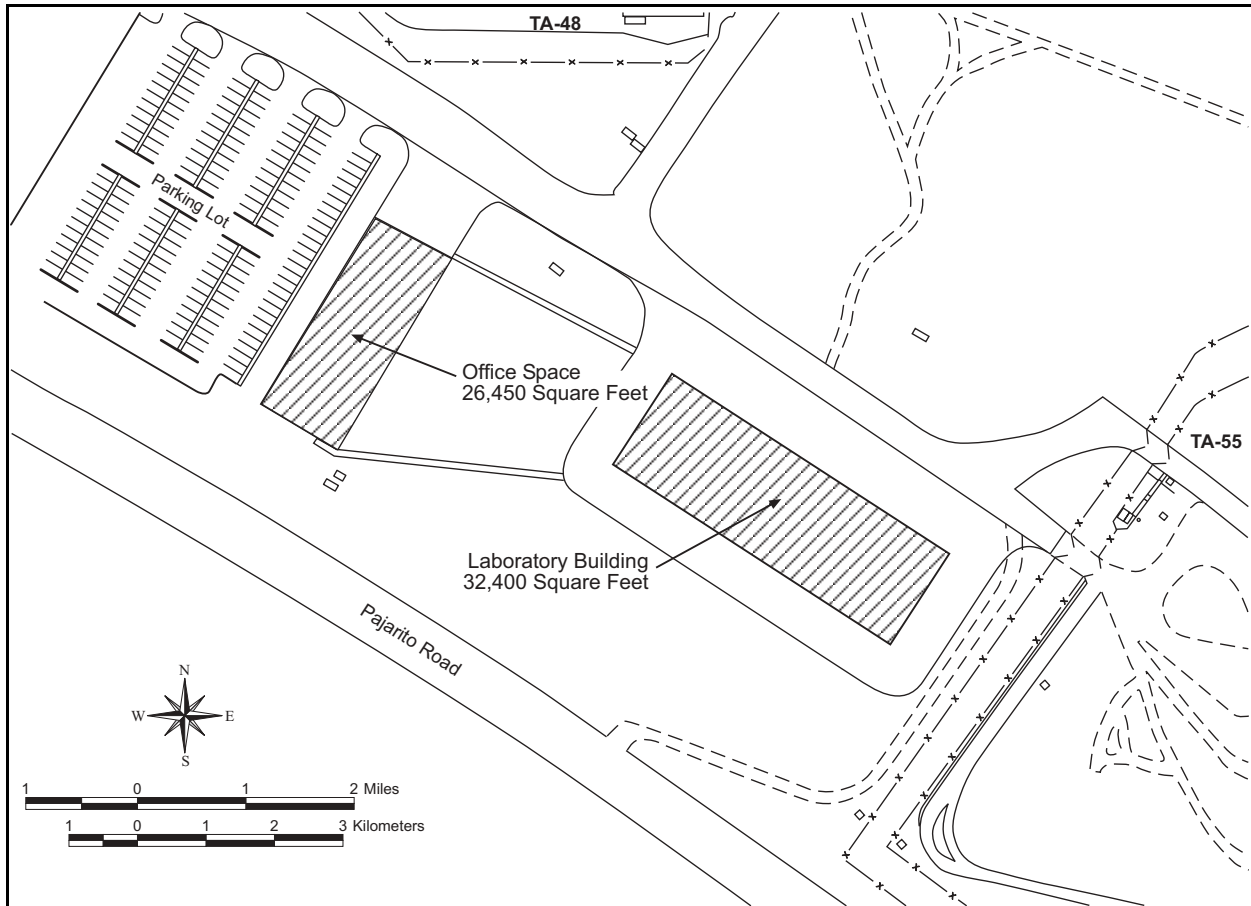 TA-48
Parking Lot
Office Space
26,450 Square Feet
TA-55
Laboratory Building
32,400 Square Feet
Pajarito Road
N
W E
S
1 0 1 2 Miles
1 0 1 2 3 Kilometers